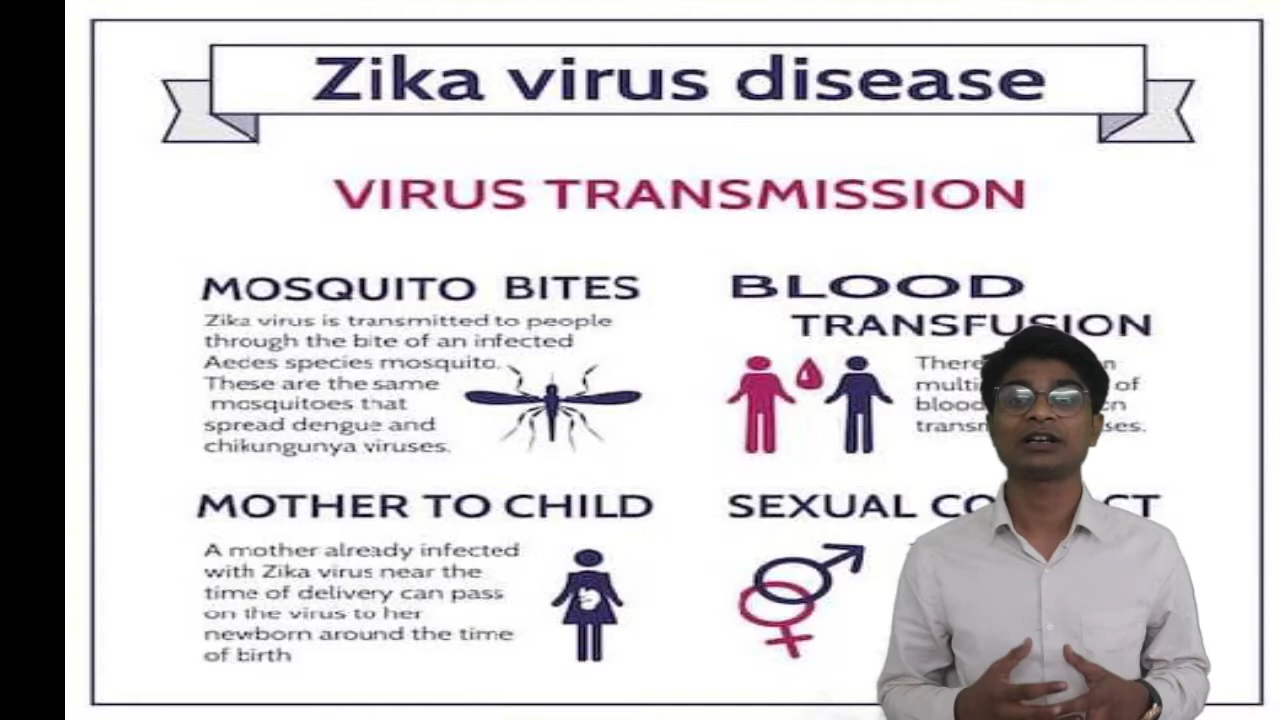 Zika virus disease
VIRUS TRANSMISSION
MOSQUITO BITES
Zika virus is transmitted to people
through the bite of an infected
Aedes species mosquito.
These are the same
mosquitoes that
spread dengue and
chikungunya viruses.
BLOOD
TRANSFUSION
There
of
blood
MOTHER TO CHILD
A mother already infected
with Zika virus near the
time of delivery can pass
on the virus to her
newborn around the time
of birth
SEXUAL